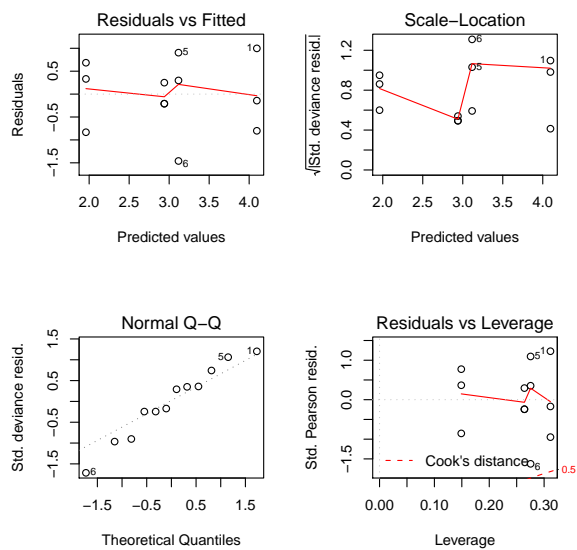 Residuals vs Fitted
Residuals
−1.5
−0.5
0.5
5
1
6
2.0 2.5 3.0 3.5 4.0
Predicted values
Scale−Location
√|Std. deviance resid.|
0.0
0.4
0.8
1.2
6
5
1
2.0 2.5 3.0 3.5 4.0
Predicted values
Normal Q−Q
Std. deviance resid.
−1.5
−0.5
0.5
1.5
5
1
6
−1.5 −0.5 0.5 1.5
Theoretical Quantiles
Residuals vs Leverage
Std. Pearson resid.
−1.5
0.0
1.0
5
1
6
Cook's distance
0.5
0.00 0.10 0.20 0.30
Leverage